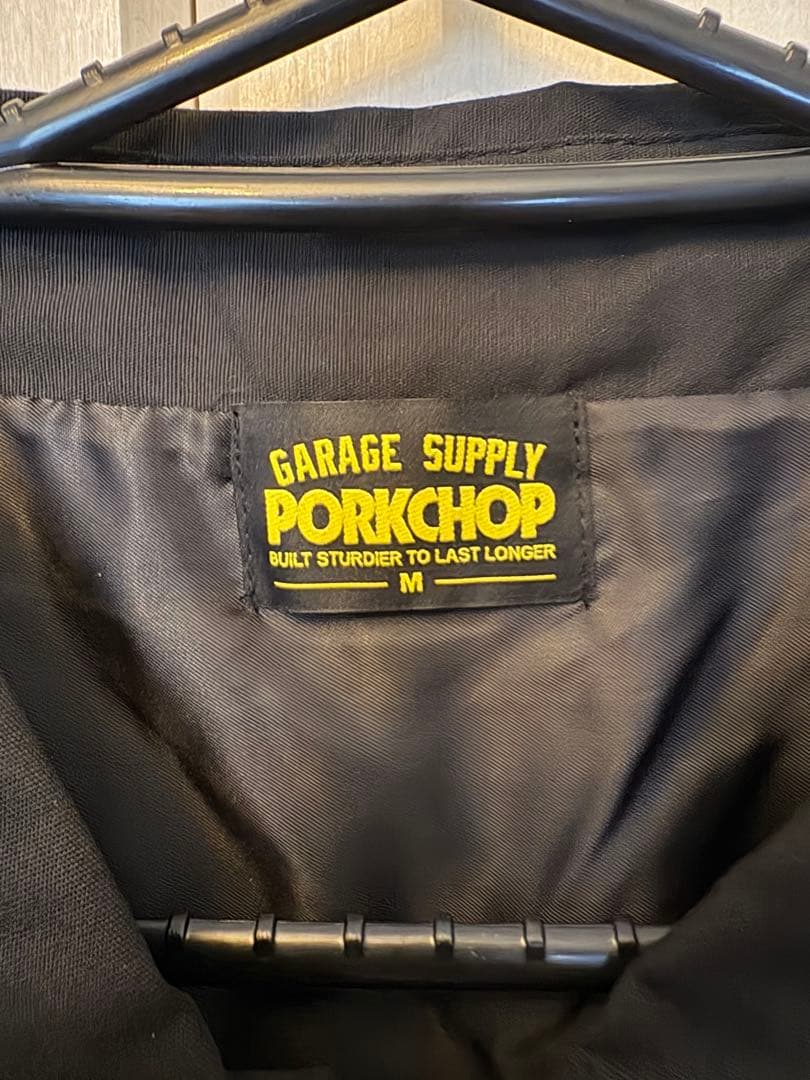 GARAGE SUPPLY
PORKCHOP
BUILT STURDIER TO LAST LONGER
M